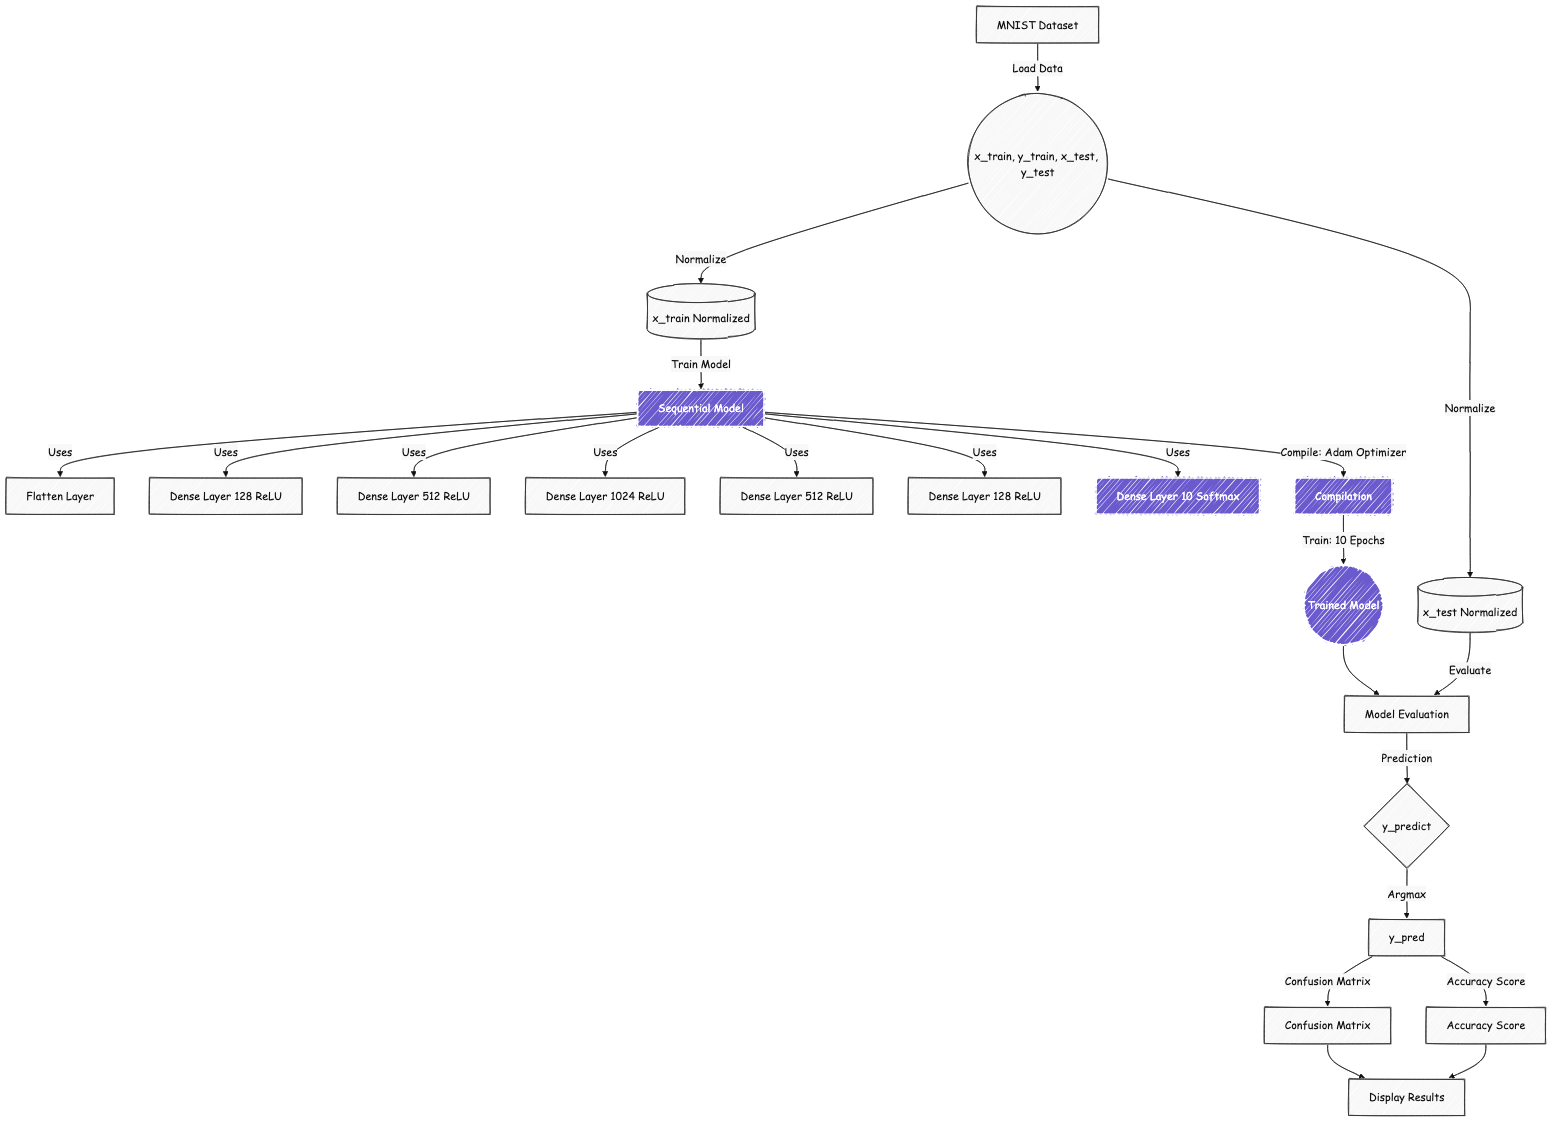 MNIST Dataset
Load Data
x_train, y_train, x_test,
y_test
Normalize
x_train Normalized
Train Model
Sequential Model
Normalize
Uses
Uses
Uses
Uses
Uses
Uses
Uses
Compile: Adam Optimizer
Flatten Layer
Dense Layer 128 ReLU
Dense Layer 512 ReLU
Dense Layer 1024 ReLU
Dense Layer 512 ReLU
Dense Layer 128 ReLU
Dense Layer 10 Softmax
Compilation
Train: 10 Epochs
Trained Model
x_test Normalized
Evaluate
Model Evaluation
Prediction
y_predict
Argmax
y_pred
Confusion Matrix
Accuracy Score
Confusion Matrix
Accuracy Score
Display Results